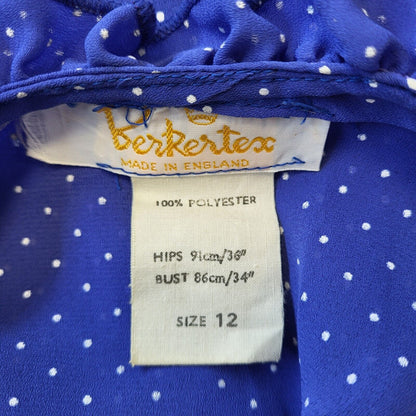 Berkertex
MADE IN ENGLAND
100% POLYESTER
HIPS 91cm/36"
BUST 86cm/34"
SIZE 12